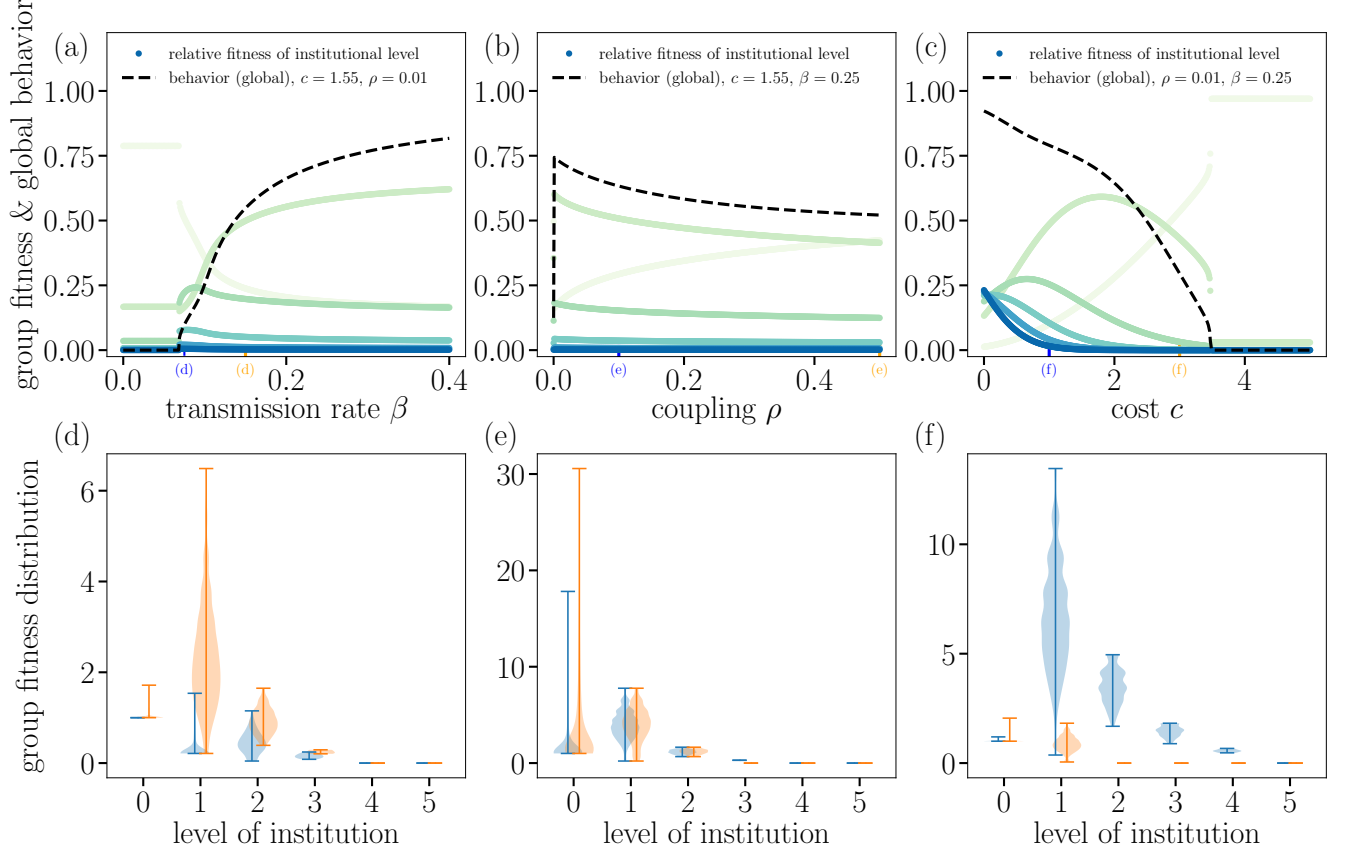 group fitness & global behavior
(a)
relative fitness of institutional level
behavior (global), c = 1.55, ρ = 0.01
1.00
0.75
0.50
0.25
0.00
0.0
0.2
0.4
(d)
(d)
transmission rate β
(b)
relative fitness of institutional level
behavior (global), c = 1.55, β = 0.25
1.00
0.75
0.50
0.25
0.00
0.0
0.2
0.4
(e)
(e)
coupling ρ
(c)
relative fitness of institutional level
behavior (global), ρ = 0.01, β = 0.25
1.00
0.75
0.50
0.25
0.00
0
2
4
(f)
(f)
cost c
group fitness distribution
(d)
6
4
2
0
0 1 2 3 4 5
level of institution
(e)
30
20
10
0
0 1 2 3 4 5
level of institution
(f)
10
5
0
0 1 2 3 4 5
level of institution